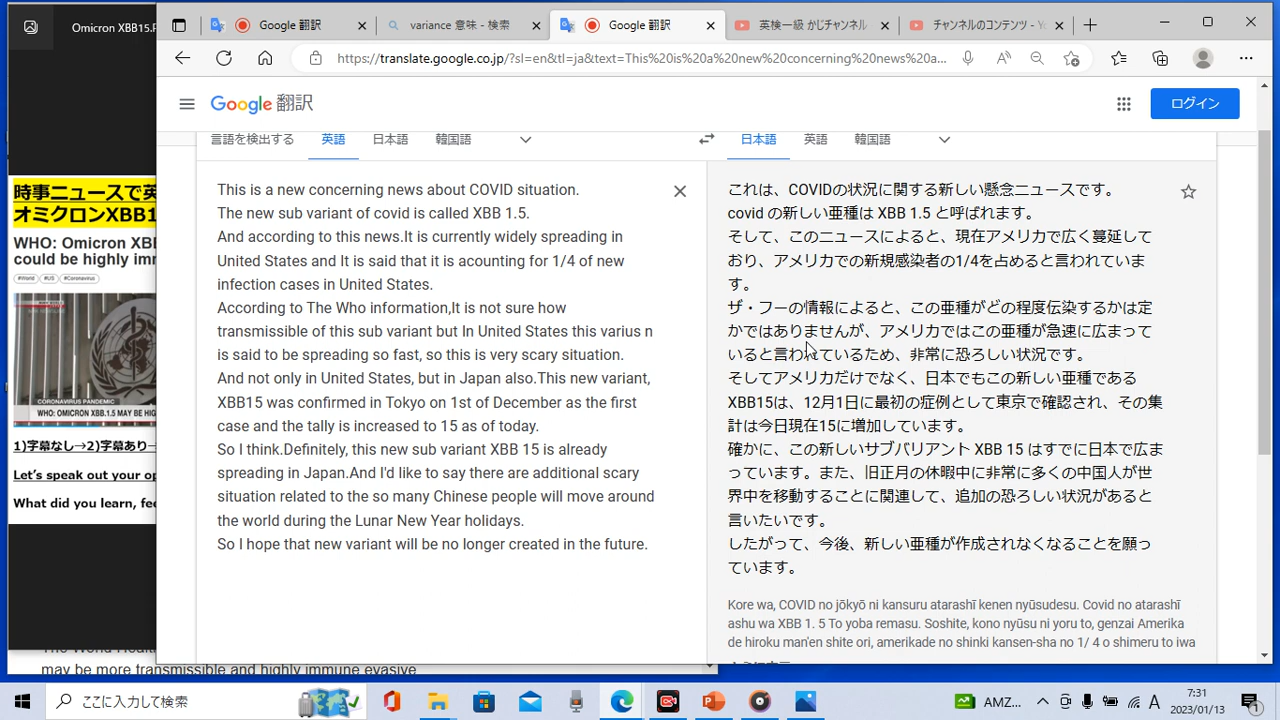 Omicron XBB15.P
Google 翻訳
variance 意味 - 検索
Google 翻訳
英検一級 かじチャンネル
チャンネルのコンテンツ - Yo
https://translate.google.co.jp/?sl=en&tl=ja&text=This%20is%20a%20new%20concerning%20news%20a...
Google 翻訳
ログイン
言語を検出する
英語
日本語
韓国語
日本語
英語
韓国語
This is a new concerning news about COVID situation.
The new sub variant of covid is called XBB 1.5.
And according to this news.It is currently widely spreading in
United States and It is said that it is acounting for 1/4 of new
infection cases in United States.
According to The Who information,It is not sure how
transmissible of this sub variant but In United States this varius n
is said to be spreading so fast, so this is very scary situation.
And not only in United States, but in Japan also.This new variant,
XBB15 was confirmed in Tokyo on 1st of December as the first
case and the tally is increased to 15 as of today.
So I think.Definitely, this new sub variant XBB 15 is already
spreading in Japan.And I'd like to say there are additional scary
situation related to the so many Chinese people will move around
the world during the Lunar New Year holidays.
So I hope that new variant will be no longer created in the future.
これは、COVIDの状況に関する新しい懸念ニュースです。
covid の新しい亜種は XBB 1.5 と呼ばれます。
そして、このニュースによると、現在アメリカで広く蔓延して
おり、アメリカでの新規感染者の1/4を占めると言われていま
す。
ザ・フーの情報によると、この亜種がどの程度伝染するかは定
かではありませんが、アメリカではこの亜種が急速に広まって
いると言われているため、非常に恐ろしい状況です。
そしてアメリカだけでなく、日本でもこの新しい亜種である
XBB15は、12月1日に最初の症例として東京で確認され、その集
計は今日現在15に増加しています。
確かに、この新しいサブバリアント XBB 15 はすでに日本で広ま
っています。また、旧正月の休暇中に非常に多くの中国人が世
界中を移動することに関連して、追加の恐ろしい状況があると
言いたいです。
したがって、今後、新しい亜種が作成されなくなることを願っ
ています。
Kore wa, COVID no jōkyō ni kansuru atarashī kenen nyūsudesu. Covid no atarashī
ashu wa XBB 1. 5 To yoba remasu. Soshite, kono nyūsu ni yoru to, genzai Amerika
de hiroku man'en shite ori, amerikade no shinki kansen-sha no 1/ 4 o shimeru to iwa
時事ニュースで英
オミクロンXBB1
WHO: Omicron XBB
could be highly imm
#World
#US
#Coronavirus
CORONAVIRUS PANDEMIC
WHO: OMICRON XBB.1.5 MAY BE HIG
1)字幕なし→2)字幕あり→
Let's speak out your op
What did you learn, fee
may be more transmissible and highly immune evasive
ここに入力して検索
AMZ...
A
7:31
2023/01/13
1